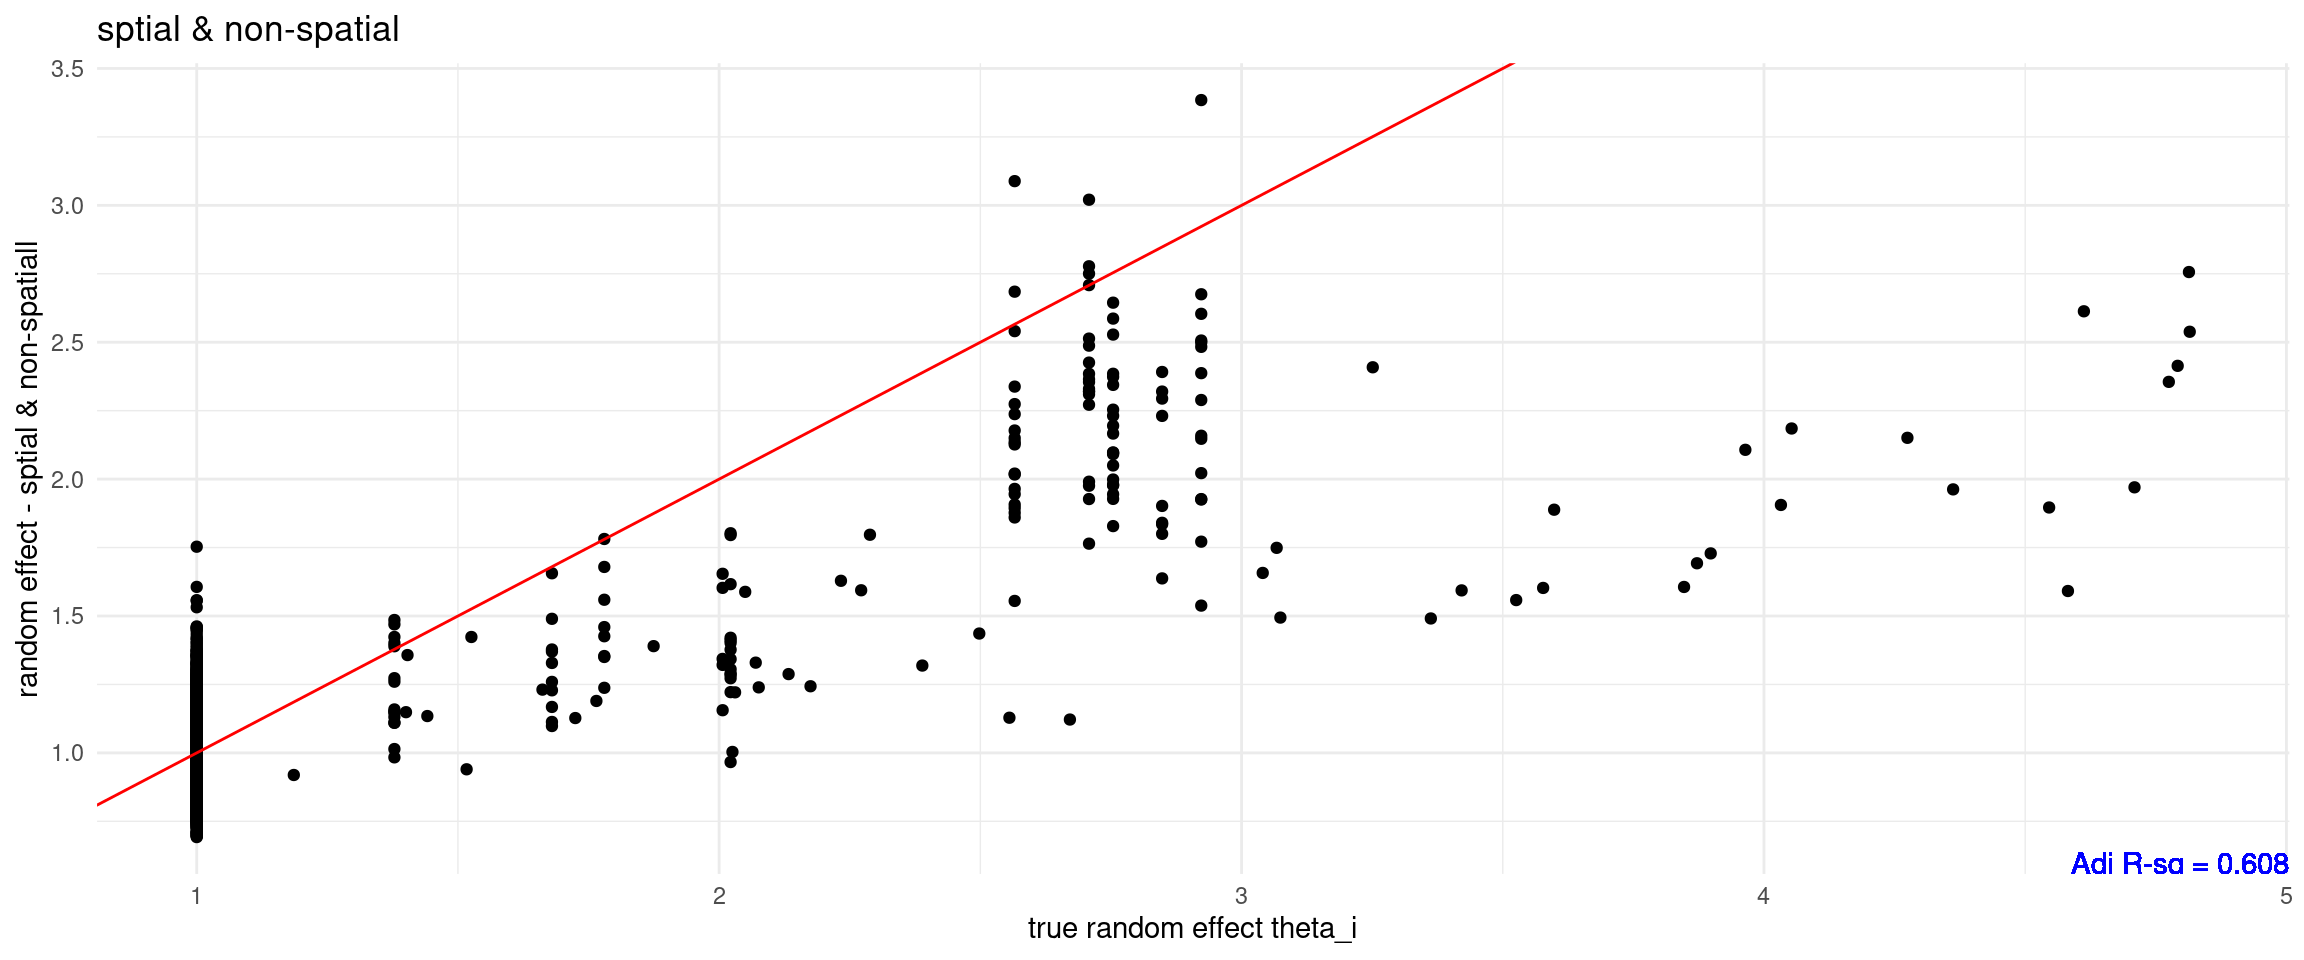 sptial & non-spatial
3.5
3.0
2.5
2.0
1.5
1.0
random effect - sptial & non-spatiall
1 2 3 4 5
true random effect theta_i
Adj R-sq = 0.608